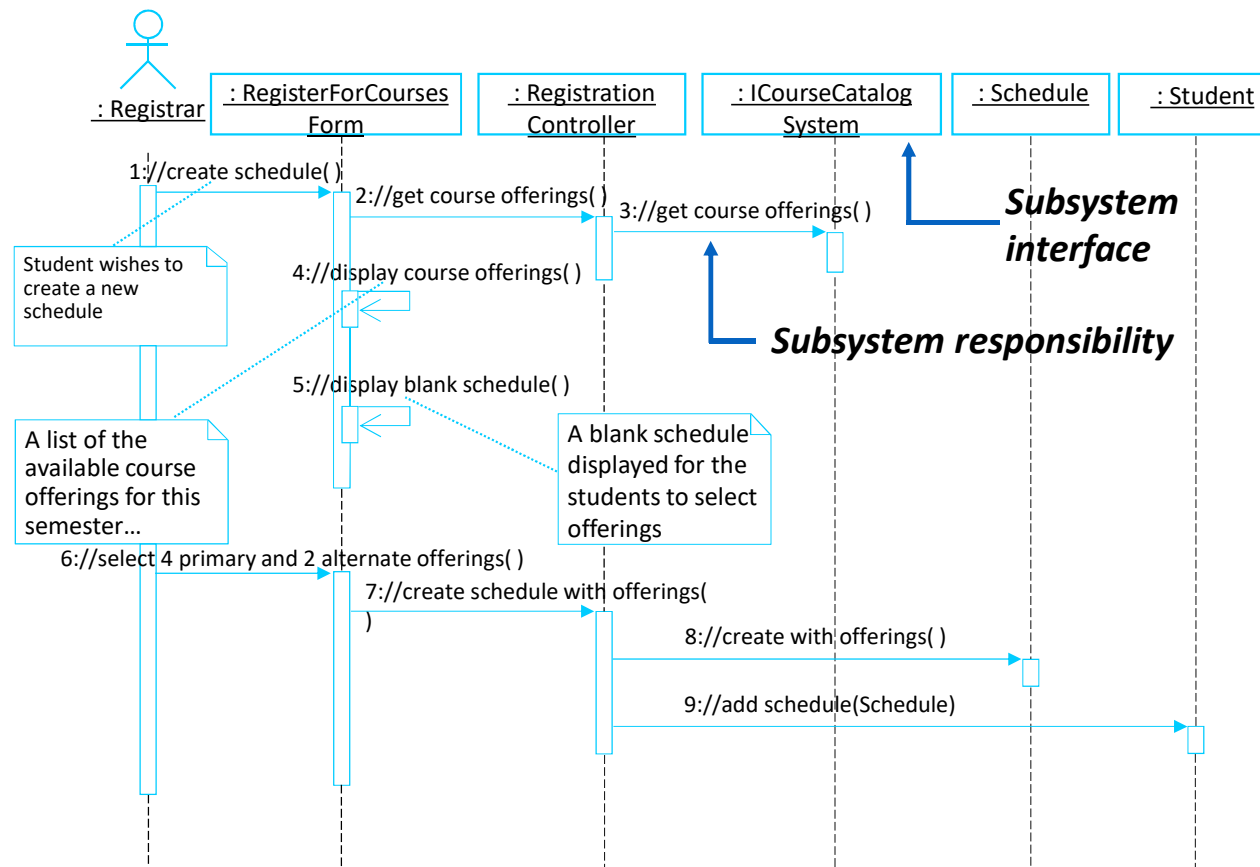 : Registrar
: RegisterForCourses
Form
: Registration
Controller
: ICourseCatalog
System
: Schedule
: Student
1://create schedule( )
2://get course offerings( )
3://get course offerings( )
Subsystem
interface
Student wishes to
create a new
schedule
4://display course offerings( )
Subsystem responsibility
5://display blank schedule( )
A list of the
available course
offerings for this
semester…
A blank schedule
displayed for the
students to select
offerings
6://select 4 primary and 2 alternate offerings( )
7://create schedule with offerings(
)
8://create with offerings( )
9://add schedule(Schedule)